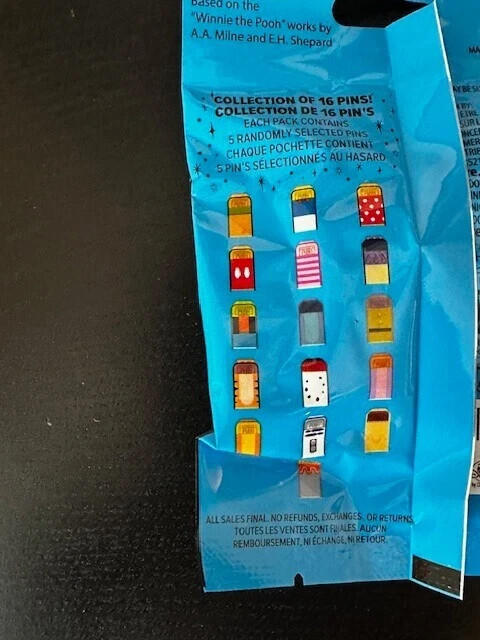 Based on the
"Winnie the Pooh" works by
A.A. Milne and E.H. Shepard
COLLECTION OF 16 PINS!
COLLECTION DE 16 PIN'S
EACH PACK CONTAINS
5 RANDOMLY SELECTED PINS
CHAQUE POCHETTE CONTIENT
5 PIN'S SÉLECTIONNÉS AU HASARD
ALL SALES FINAL. NO REFUNDS, EXCHANGES, OR RETURNS
TOUTES LES VENTES SONT FINALES. AUCUN
REMBOURSEMENT, NI ÉCHANGE, NI RETOUR.